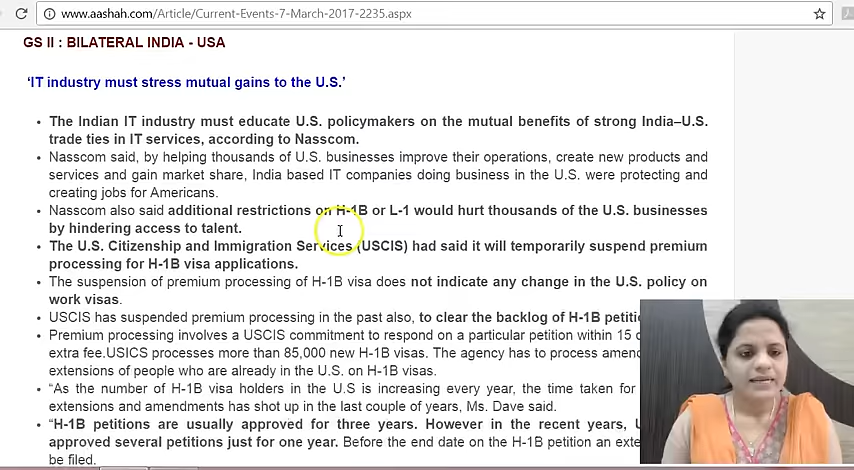 www.aashah.com/Article/Current-Events-7-March-2017-2235.aspx
GS II : BILATERAL INDIA - USA
‘IT industry must stress mutual gains to the U.S.’
• The Indian IT industry must educate U.S. policymakers on the mutual benefits of strong India–U.S.
trade ties in IT services, according to Nasscom.
• Nasscom said, by helping thousands of U.S. businesses improve their operations, create new products and
services and gain market share, India based IT companies doing business in the U.S. were protecting and
creating jobs for Americans.
• Nasscom also said additional restrictions on H-1B or L-1 would hurt thousands of the U.S. businesses
by hindering access to talent.
• The U.S. Citizenship and Immigration Services (USCIS) had said it will temporarily suspend premium
processing for H-1B visa applications.
• The suspension of premium processing of H-1B visa does not indicate any change in the U.S. policy on
work visas.
• USCIS has suspended premium processing in the past also, to clear the backlog of H-1B
• Premium processing involves a USCIS commitment to respond on a particular petition within 15
extra fee.USICS processes more than 85,000 new H-1B visas. The agency has to process
extensions of people who are already in the U.S. on H-1B visas.
• “As the number of H-1B visa holders in the U.S is increasing every year, the time taken for
extensions and amendments has shot up in the last couple of years, Ms. Dave said.
• “H-1B petitions are usually approved for three years. However in the recent years,
approved several petitions just for one year. Before the end date on the H-1B petition an
be filed.